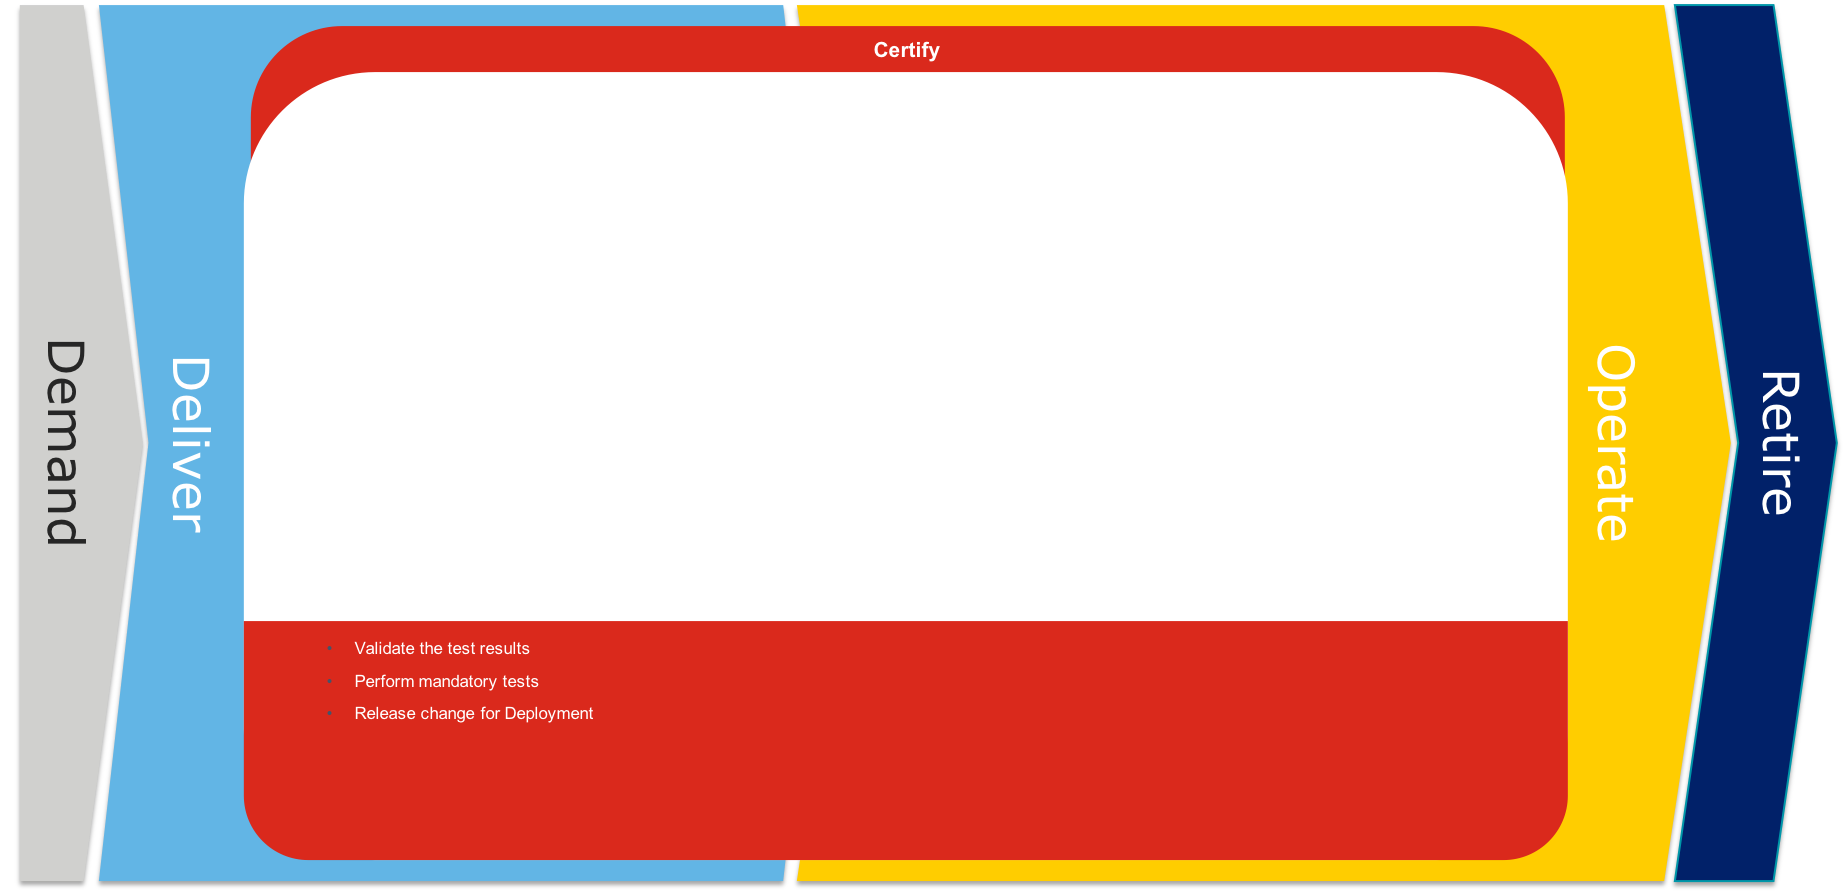 Certify
Demand
Deliver
Operate
Retire
• Validate the test results
• Perform mandatory tests
• Release change for Deployment